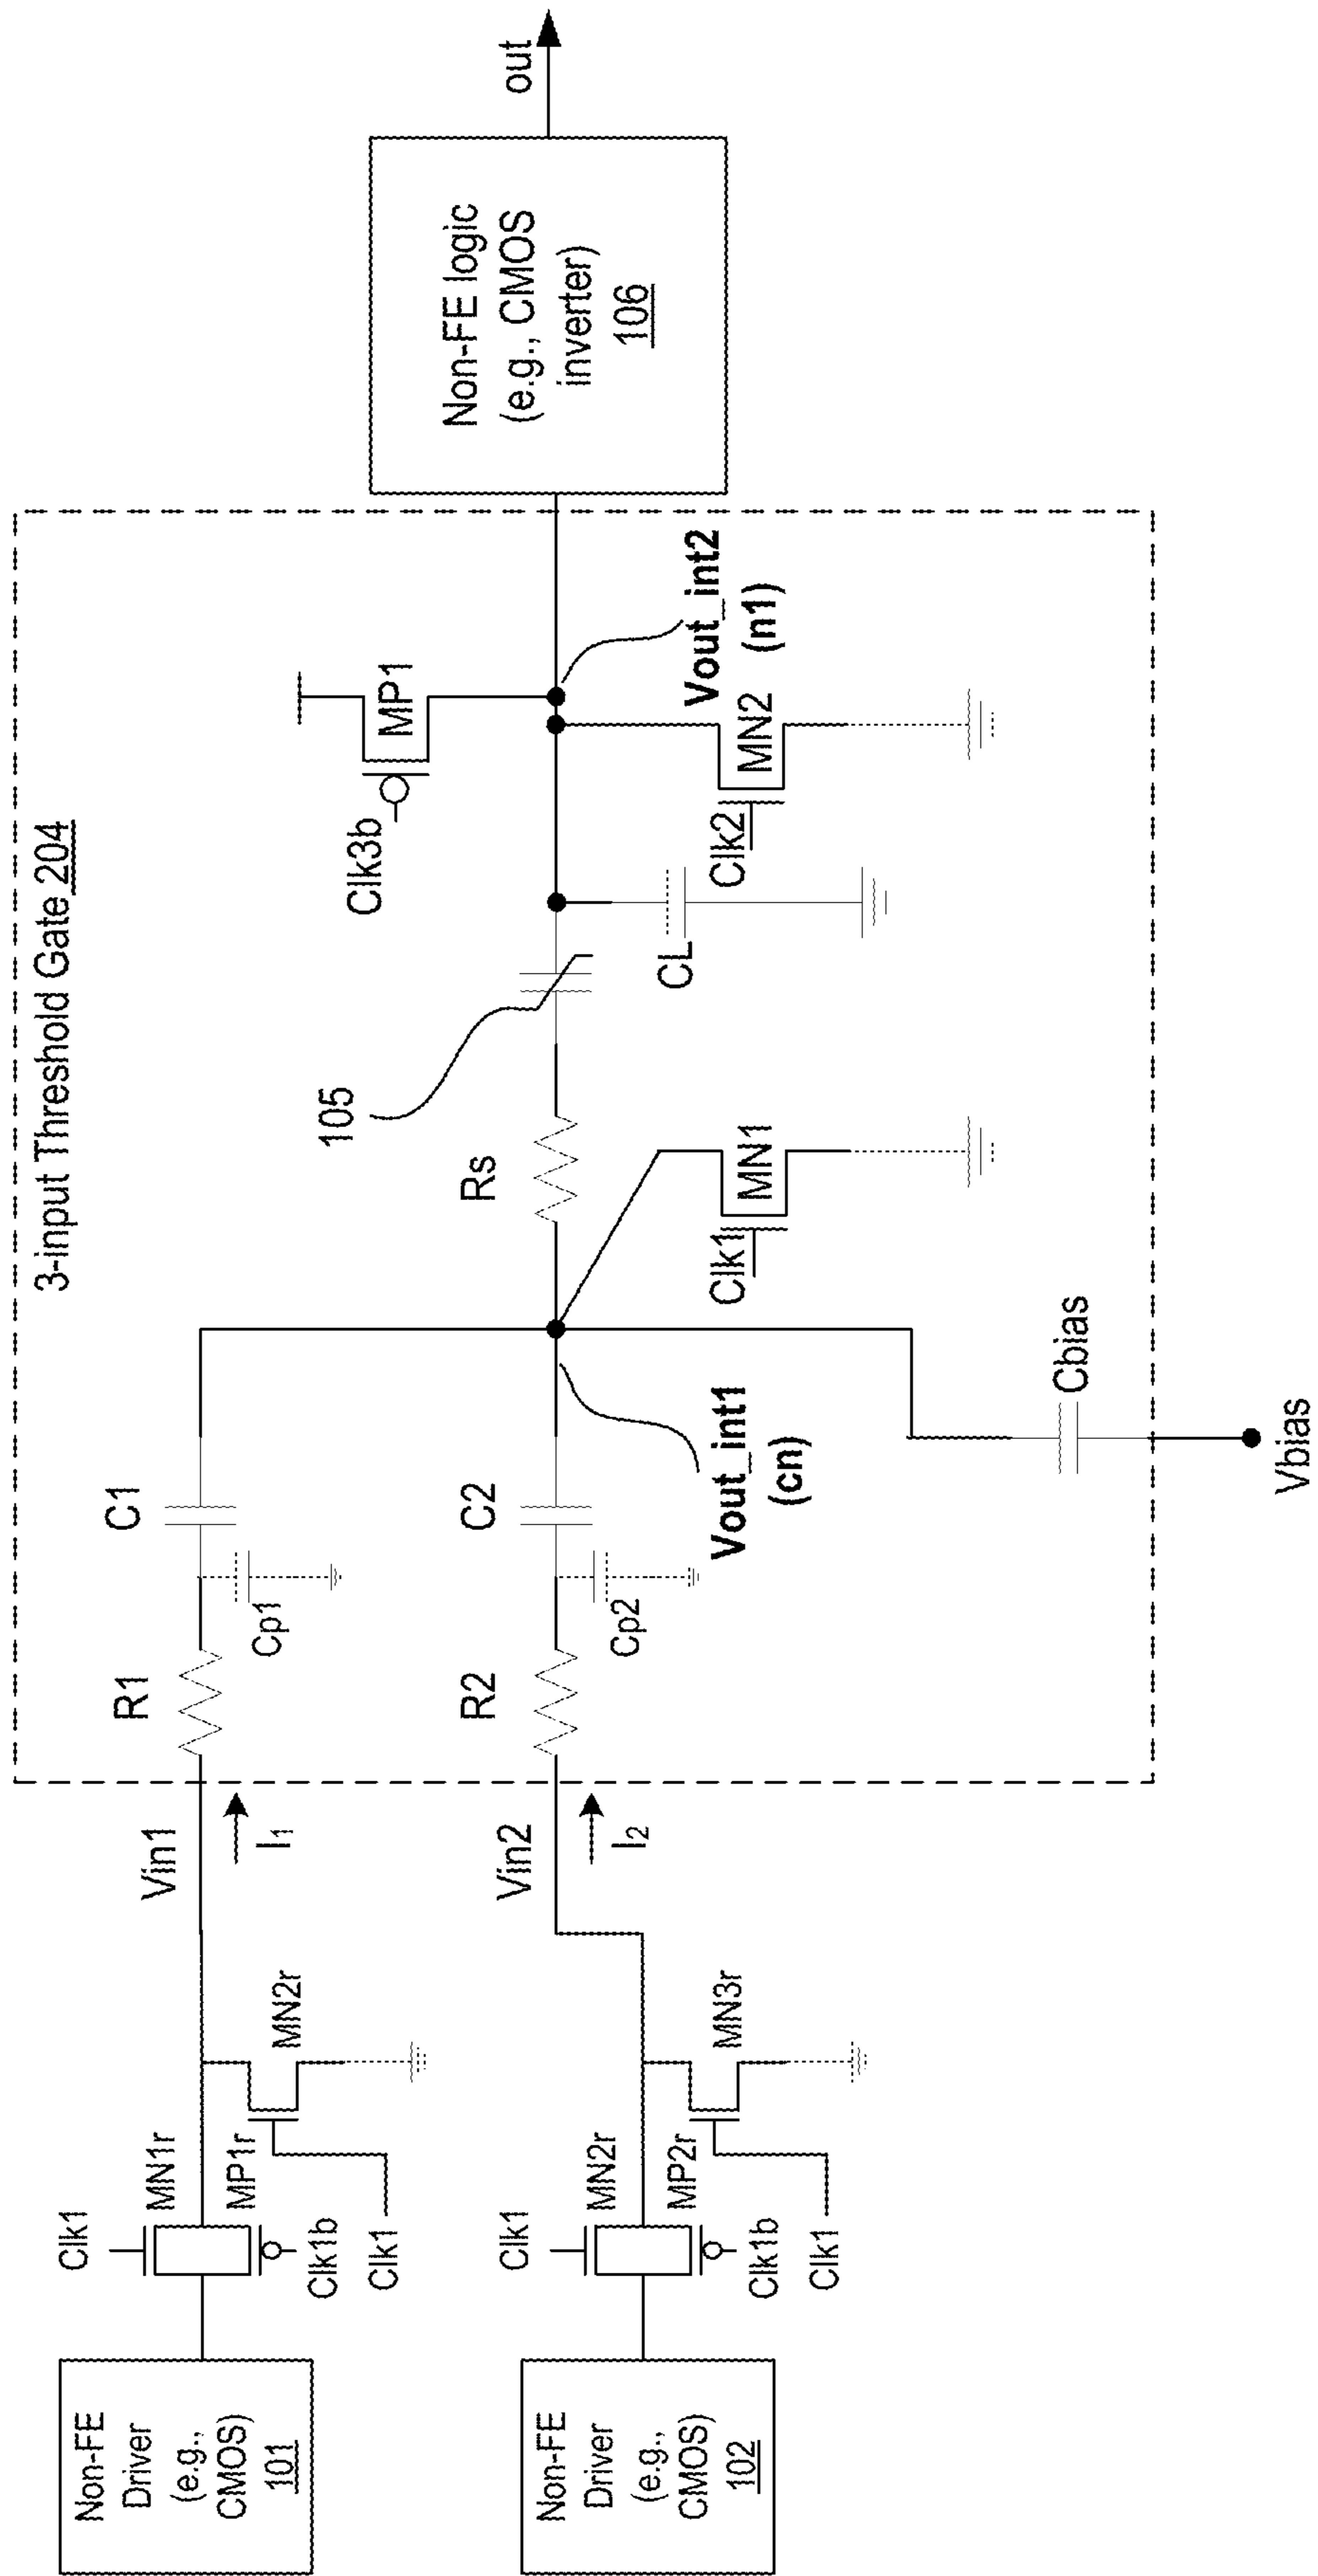 3-input Threshold Gate 204
Non-FE
Driver
(e.g.,
CMOS)
101
Clk1
MN1r
MP1r
Clk1b
Clk1
MN2r
Vin1
I1
R1
Cp1
C1
Non-FE
Driver
(e.g.,
CMOS)
102
Clk1
MN2r
MP2r
Clk1b
Clk1
MN3r
Vin2
I2
R2
Cp2
C2
Vout_int1
(cn)
Cbias
Vbias
Clk1
MN1
Rs
105
CL
Clk3b
MP1
Clk2
MN2
Vout_int2
(n1)
Non-FE logic
(e.g., CMOS
inverter)
106
out